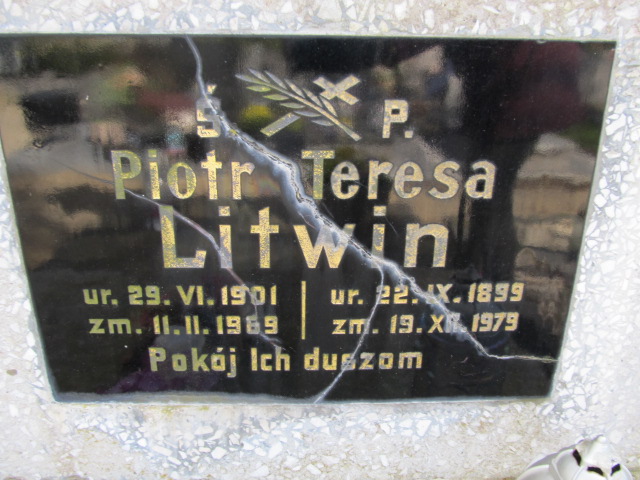 Ś P.
Piotr Teresa
Litwin
ur. 29. VI. 1901 ur. 22. IX. 1899
zm. 11. II. 1969 zm. 19. XII. 1979
Pokój Ich duszom